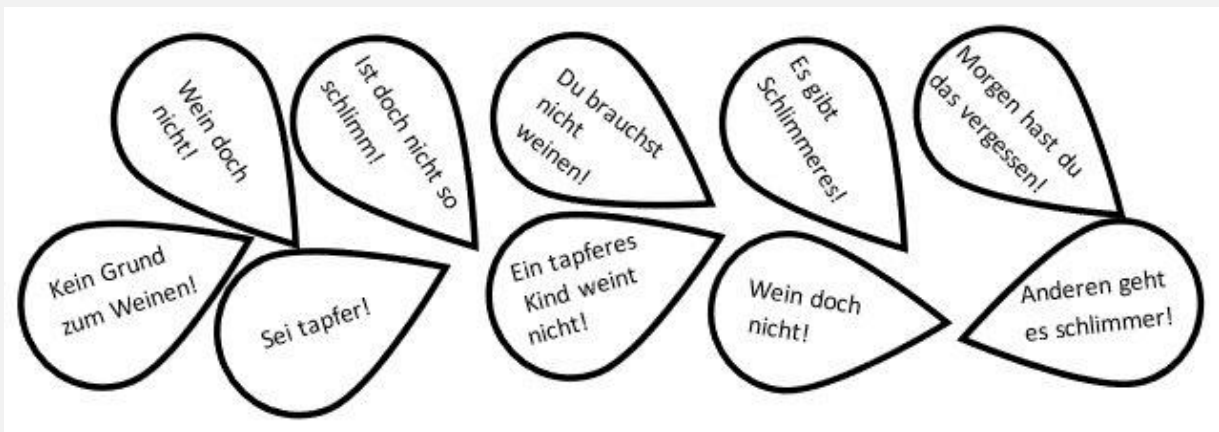 Wein doch
nicht!
Ist doch nicht so
schlimm!
Du brauchst
nicht
weinen!
Es gibt
Schlimmeres!
Morgen hast du
das vergessen!
Kein Grund
zum Weinen!
Sei tapfer!
Ein tapferes
Kind weint
nicht!
Wein doch
nicht!
Anderen geht
es schlimmer!